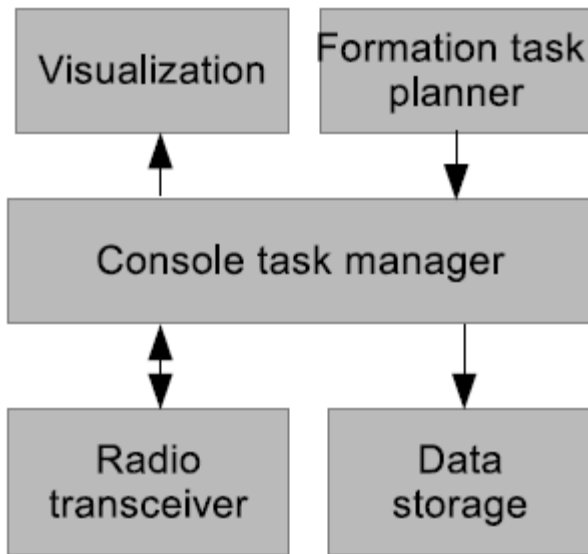 Visualization
Formation task
planner
Console task manager
Radio
transceiver
Data
storage